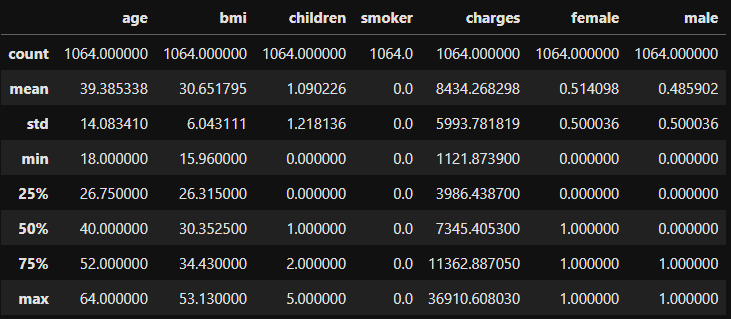 age bmi children smoker charges female male
count 1064.000000 1064.000000 1064.000000 1064.0 1064.000000 1064.000000 1064.000000
mean 39.385338 30.651795 1.090226 0.0 8434.268298 0.514098 0.485902
std 14.083410 6.043111 1.218136 0.0 5993.781819 0.500036 0.500036
min 18.000000 15.960000 0.000000 0.0 1121.873900 0.000000 0.000000
25% 26.750000 26.315000 0.000000 0.0 3986.438700 0.000000 0.000000
50% 40.000000 30.352500 1.000000 0.0 7345.405300 1.000000 0.000000
75% 52.000000 34.430000 2.000000 0.0 11362.887050 1.000000 1.000000
max 64.000000 53.130000 5.000000 0.0 36910.608030 1.000000 1.000000